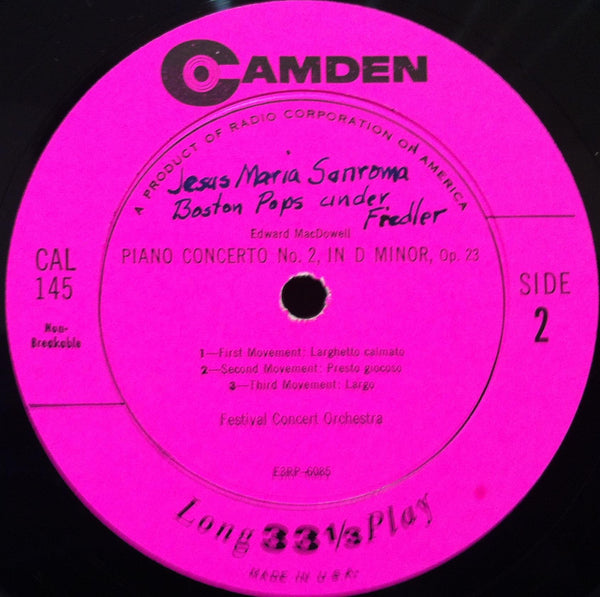 CAMDEN
A PRODUCT OF RADIO CORPORATION OF AMERICA
Jesus Maria Sanroma
Boston Pops under
Fiedler
Edward MacDowell
PIANO CONCERTO No. 2, IN D MINOR, Op. 23
CAL
145
Non-
Breakable
SIDE
2
1—First Movement: Larghetto calmato
2—Second Movement: Presto giocoso
3—Third Movement: Largo
Festival Concert Orchestra
E3RP-6085
Long 33 1/3 Play
MADE IN U.S.A.